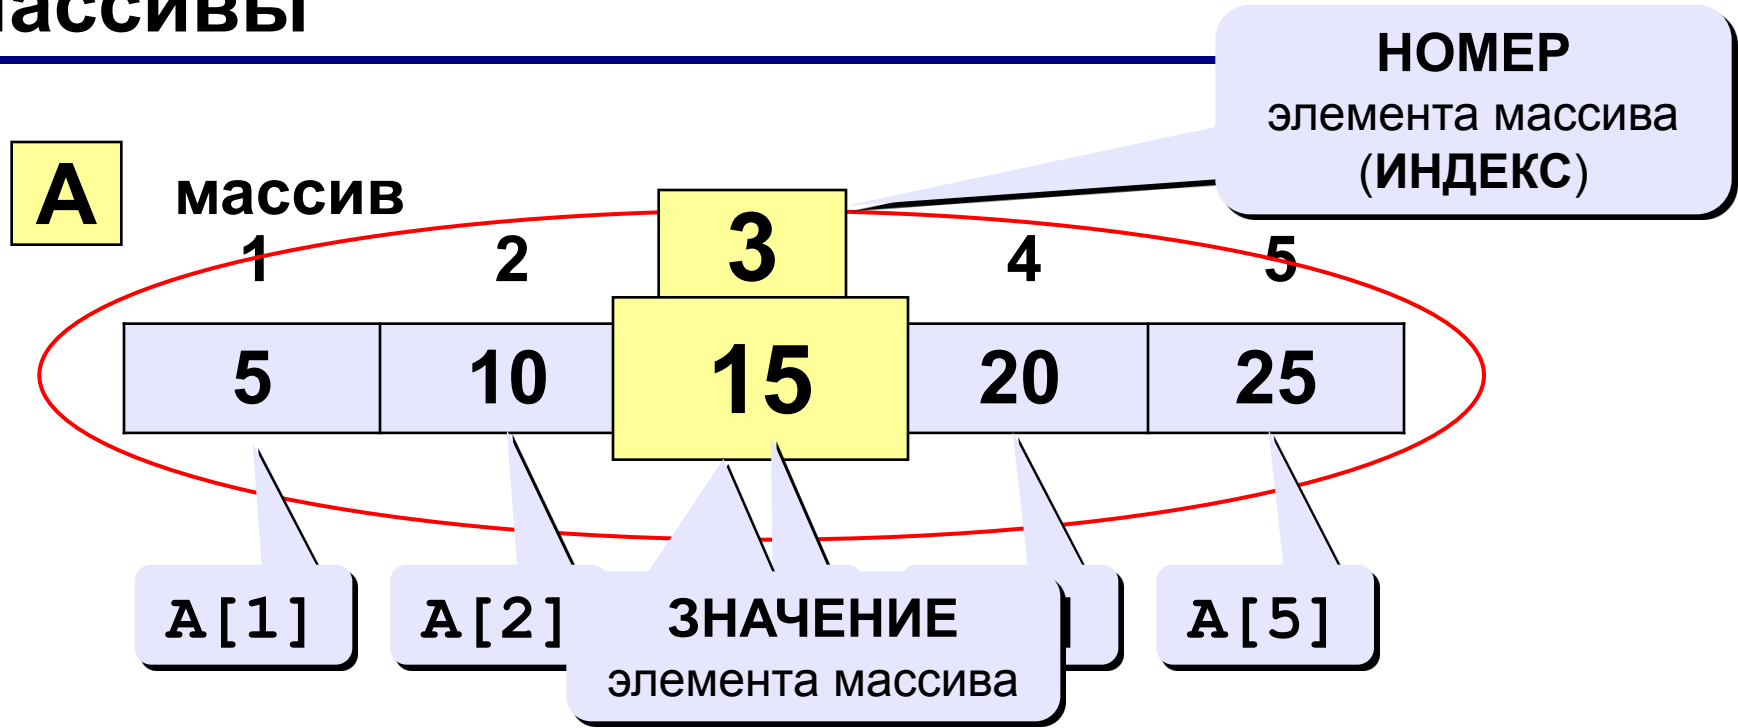 НОМЕР
элемента массива
(ИНДЕКС)
A
массив
1 2 3 4 5
5 10 15 20 25
A[1] A[2] A[5]
ЗНАЧЕНИЕ
элемента массива